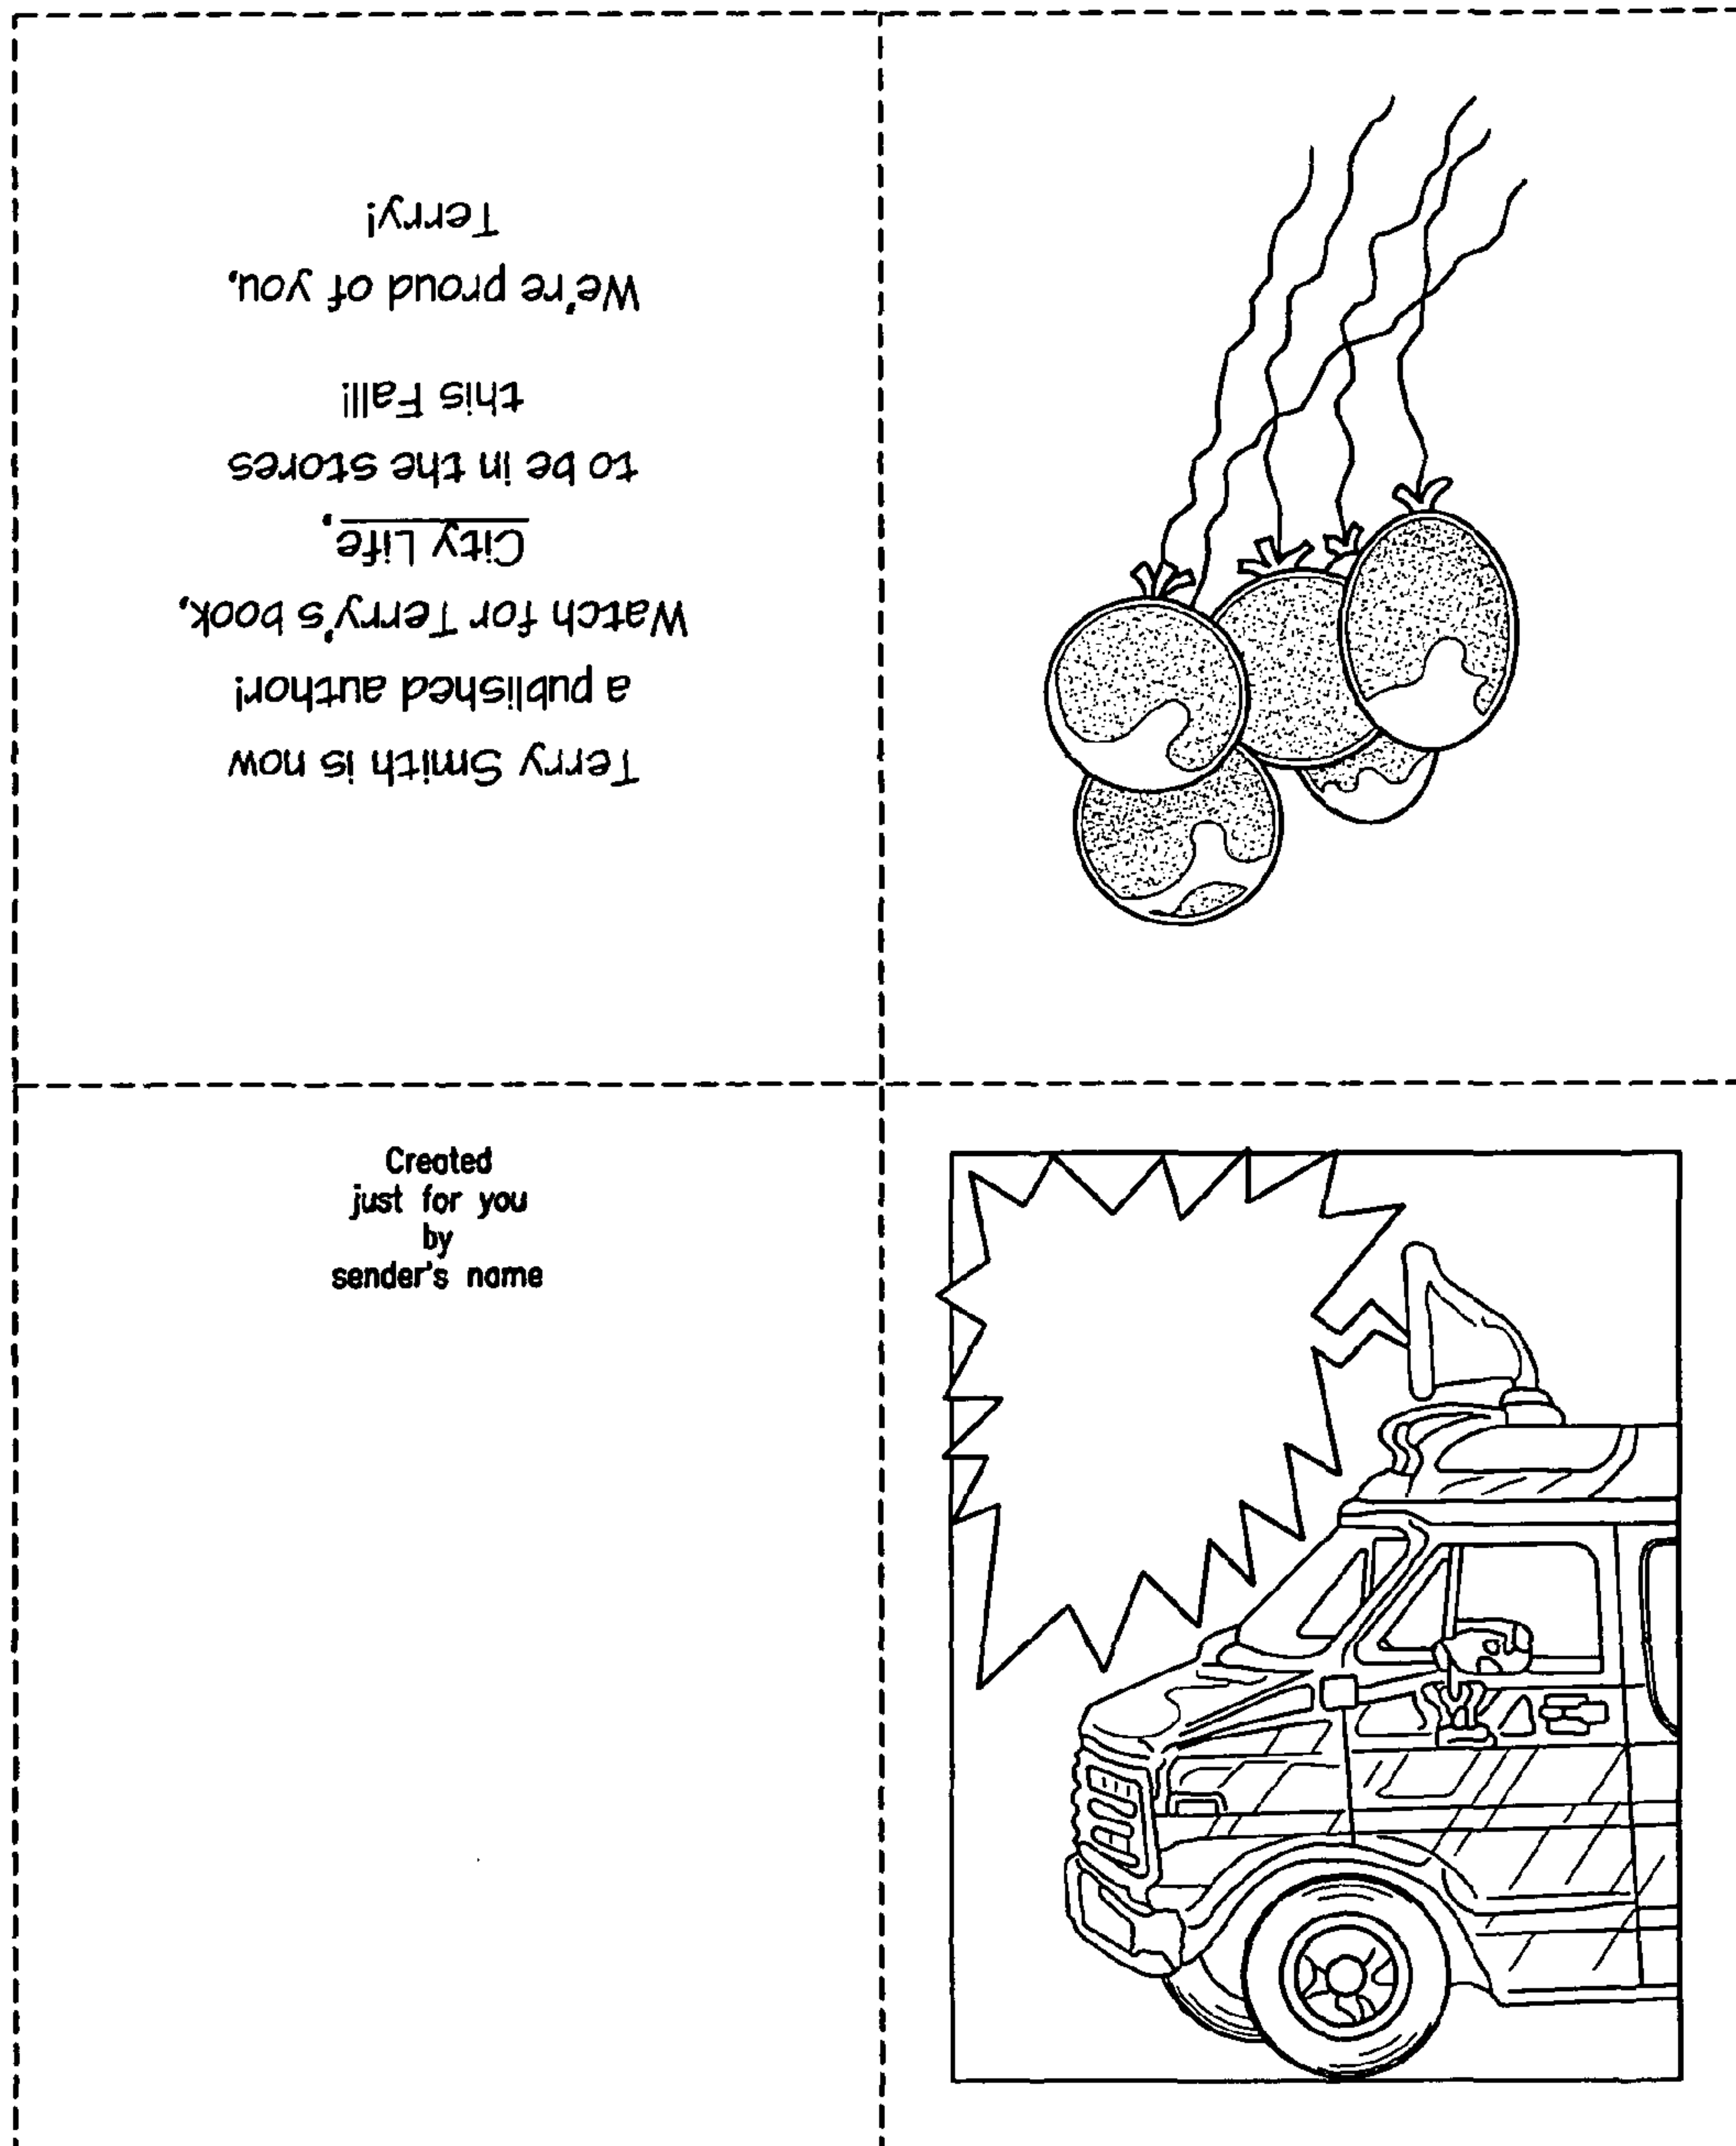 Terry Smith is now
a published author!
Watch for Terry's book,
City Life,
to be in the stores
this Fall!
We're proud of you,
Terry!
Created
just for you
by
sender's name